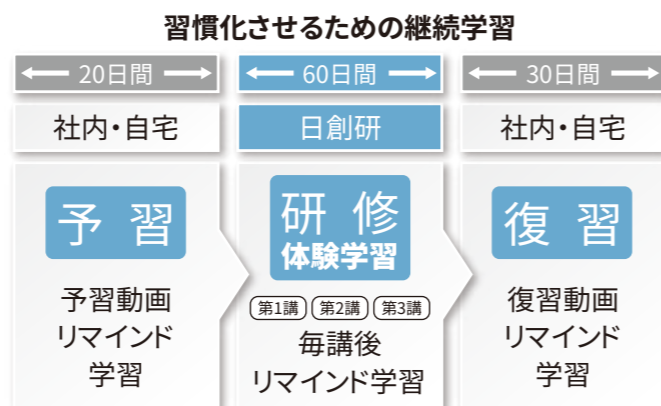 習慣化させるための継続学習
20日間
社内・自宅
予習
予習動画
リマインド
学習
60日間
日創研
研修
体験学習
第1講 第2講 第3講
毎講後
リマインド学習
30日間
社内・自宅
復習
復習動画
リマインド
学習